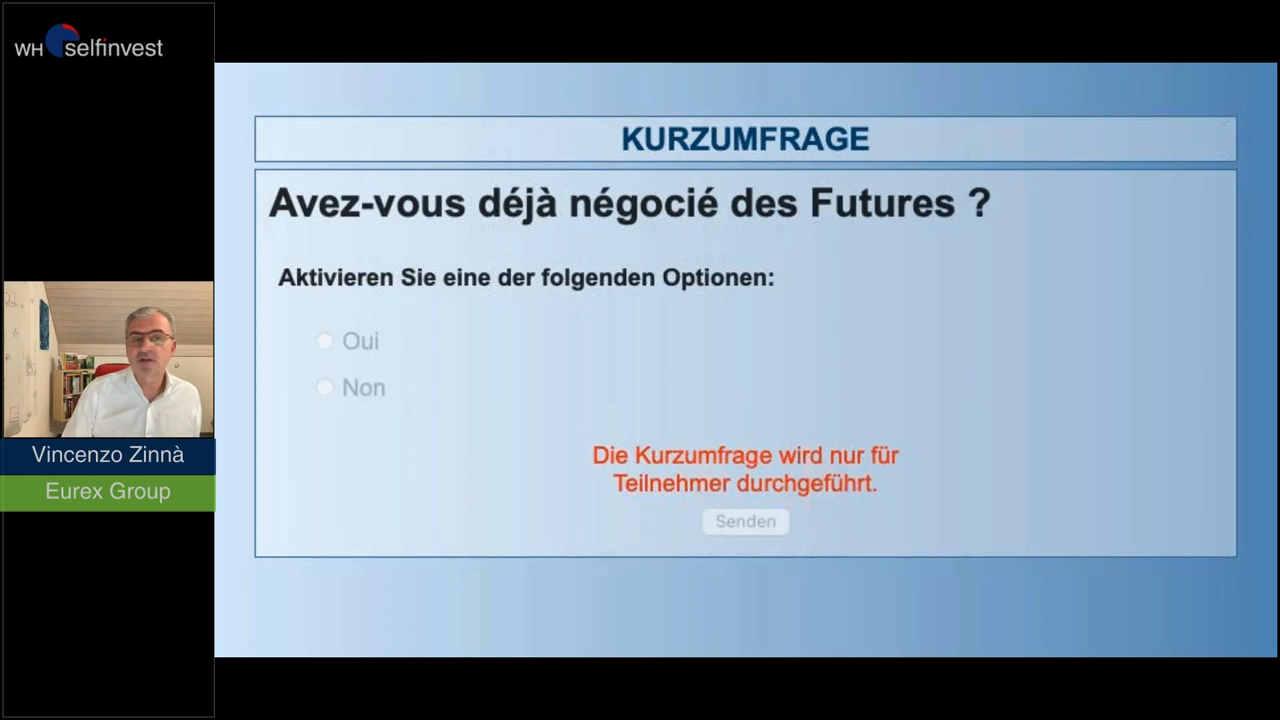 WH selfinvest
KURZUMFRAGE
Avez-vous déjà négocié des Futures ?
Aktivieren Sie eine der folgenden Optionen:
Oui
Non
Die Kurzumfrage wird nur für
Teilnehmer durchgeführt.
Senden
Vincenzo Zinnà
Eurex Group